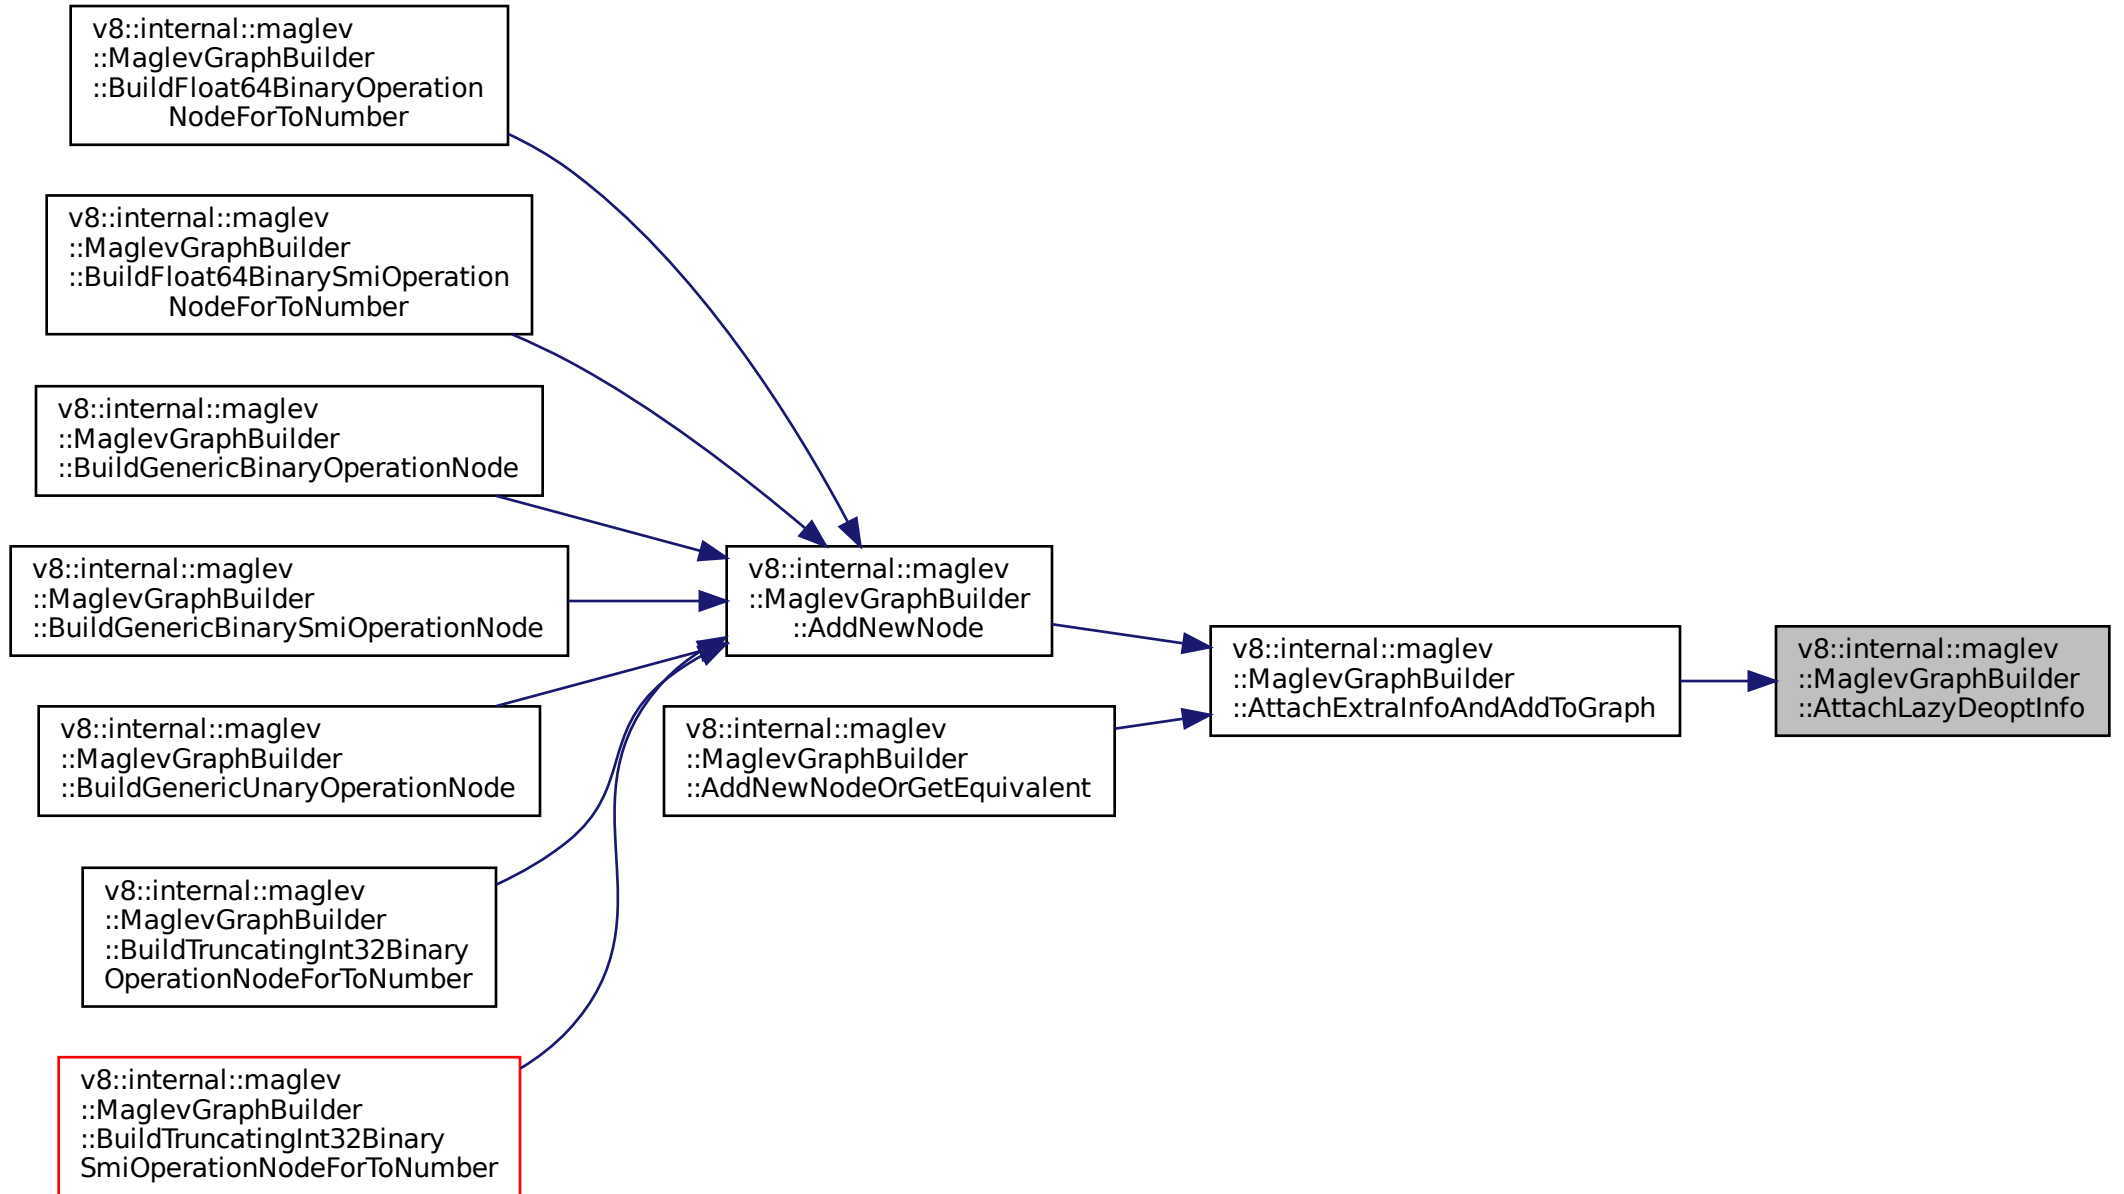 v8::internal::maglev
::MaglevGraphBuilder
::BuildFloat64BinaryOperation
NodeForToNumber
v8::internal::maglev
::MaglevGraphBuilder
::BuildFloat64BinarySmiOperation
NodeForToNumber
v8::internal::maglev
::MaglevGraphBuilder
::BuildGenericBinaryOperationNode
v8::internal::maglev
::MaglevGraphBuilder
::BuildGenericBinarySmiOperationNode
v8::internal::maglev
::MaglevGraphBuilder
::BuildGenericUnaryOperationNode
v8::internal::maglev
::MaglevGraphBuilder
::BuildTruncatingInt32Binary
OperationNodeForToNumber
v8::internal::maglev
::MaglevGraphBuilder
::BuildTruncatingInt32Binary
SmiOperationNodeForToNumber
v8::internal::maglev
::MaglevGraphBuilder
::AddNewNode
v8::internal::maglev
::MaglevGraphBuilder
::AddNewNodeOrGetEquivalent
v8::internal::maglev
::MaglevGraphBuilder
::AttachExtraInfoAndAddToGraph
v8::internal::maglev
::MaglevGraphBuilder
::AttachLazyDeoptInfo